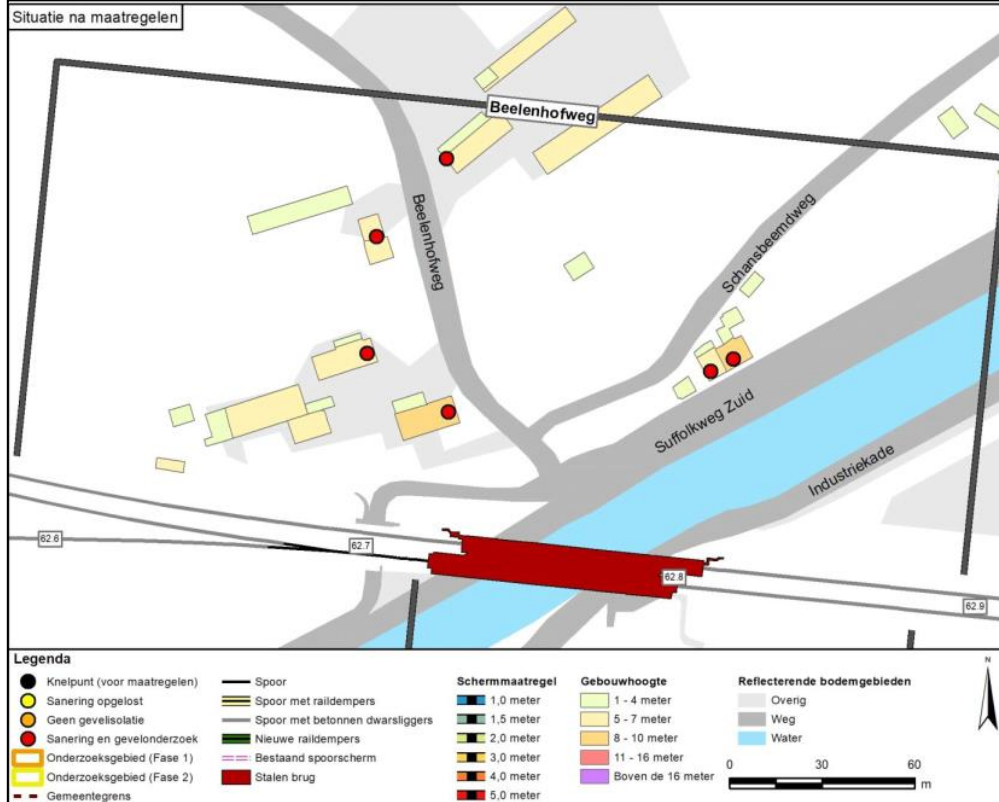 Situatie na maatregelen
Beelenhofweg
Beelenhofweg
Schansbeemdweg
Suffolkweg Zuid
Industriekade
62.6
62.7
62.8
62.9
Legenda
Knelpunt (voor maatregelen)
Sanering opgelost
Geen gevelisolatie
Sanering en gevelonderzoek
Onderzoeksgebied (Fase 1)
Onderzoeksgebied (Fase 2)
Gemeentegrens
Spoor
Spoor met raildempers
Spoor met betonnen dwarsliggers
Nieuwe raildempers
Bestaand spoorscherm
Stalen brug
Schermmaatregel
1,0 meter
1,5 meter
2,0 meter
3,0 meter
4,0 meter
5,0 meter
Gebouwhoogte
1 - 4 meter
5 - 7 meter
8 - 10 meter
11 - 16 meter
Boven de 16 meter
Reflecterende bodemgebieden
Overig
Weg
Water
N
0 30 60
m